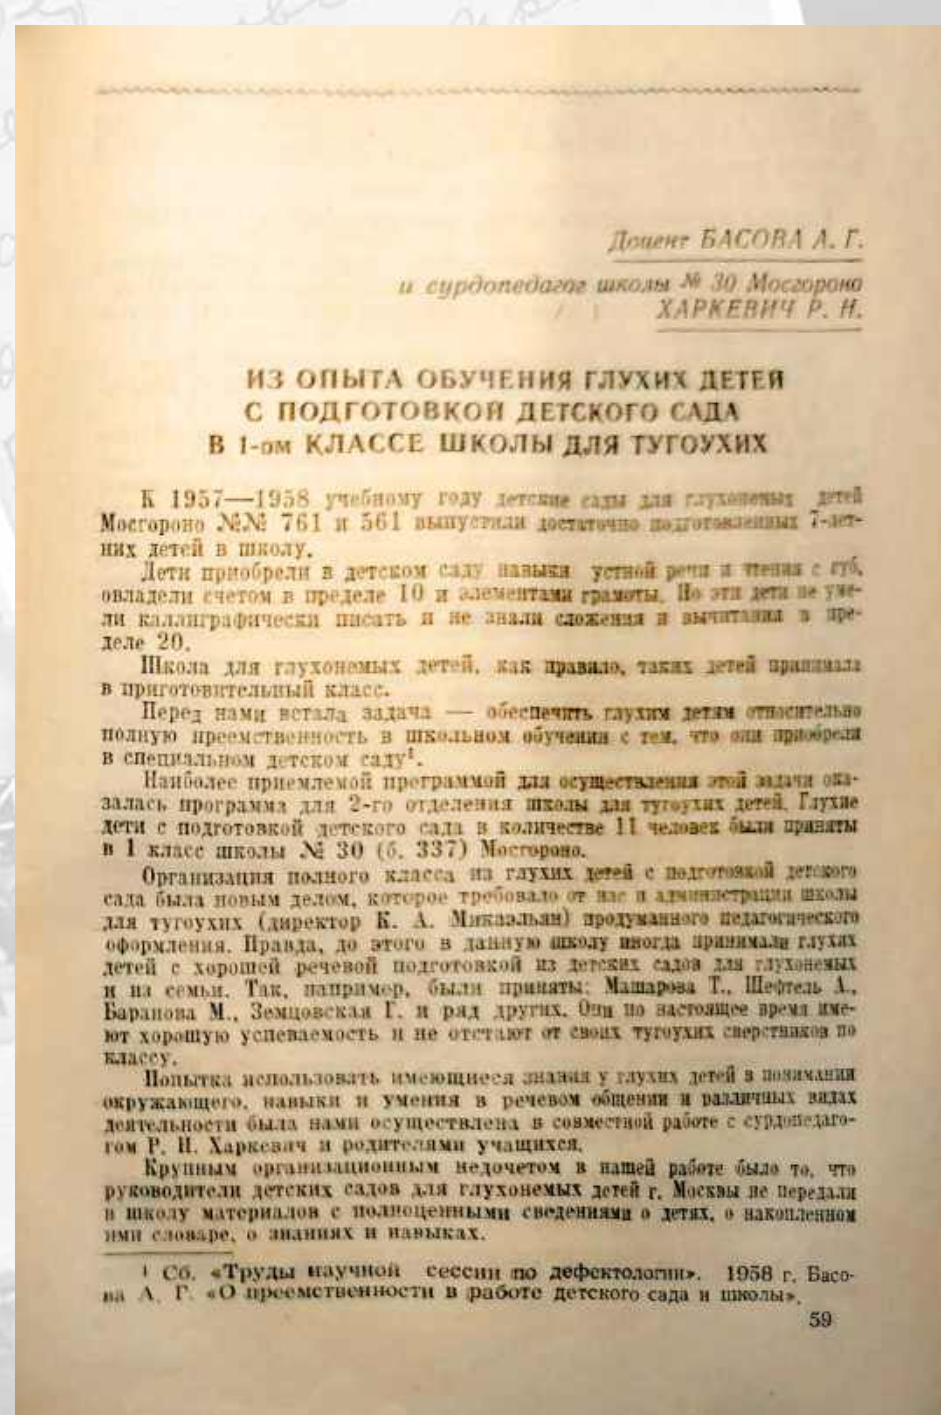 Доцент БАСОВА А. Г.
и сурдопедагог школы № 30 Мосгороно
ХАРКЕВИЧ Р. Н.
ИЗ ОПЫТА ОБУЧЕНИЯ ГЛУХИХ ДЕТЕЙ
С ПОДГОТОВКОЙ ДЕТСКОГО САДА
В 1-ом КЛАССЕ ШКОЛЫ ДЛЯ ТУГОУХИХ
К 1957—1958 учебному году детские сады для глухонемых детей
Мосгороно №№ 761 и 561 выпустили достаточно подготовленных 7-лет-
них детей в школу.
Дети приобрели в детском саду навыки устной речи и чтения с губ,
овладели счетом в пределе 10 и элементами грамоты. Но эти дети не уме-
ли каллиграфически писать и не знали сложения и вычитания в пре-
деле 20.
Школа для глухонемых детей, как правило, таких детей принимала
в приготовительный класс.
Перед нами встала задача — обеспечить глухим детям относительно
полную преемственность в школьном обучении с тем, что они приобрели
в специальном детском саду¹.
Наиболее приемлемой программой для осуществления этой задачи ока-
залась программа для 2-го отделения школы для тугоухих детей. Глухие
дети с подготовкой детского сада в количестве 11 человек были приняты
в 1 класс школы № 30 (б. 337) Мосгороно.
Организация полного класса из глухих детей с подготовкой детского
сада была новым делом, которое требовало от нас и администрации школы
для тугоухих (директор К. А. Микаэльян) продуманного педагогического
оформления. Правда, до этого в данную школу иногда принимали глухих
детей с хорошей речевой подготовкой из детских садов для глухонемых
и из семьи. Так, например, были приняты: Машарова Т., Шефтель А.,
Баранова М., Земцовская Г. и ряд других. Они по настоящее время име-
ют хорошую успеваемость и не отстают от своих тугоухих сверстников по
классу.
Попытка использовать имеющиеся знания у глухих детей в понимании
окружающего, навыки и умения в речевом общении и различных видах
деятельности была нами осуществлена в совместной работе с сурдопедаго-
гом Р. Н. Харкевич и родителями учащихся.
Крупным организационным недочетом в нашей работе было то, что
руководители детских садов для глухонемых детей г. Москвы не передали
в школу материалов с полноценными сведениями о детях, о накопленном
ими словаре, о знаниях и навыках.
¹ Сб. «Труды научной сессии по дефектологии». 1958 г. Басо-
ва А. Г. «О преемственности в работе детского сада и школы».
59